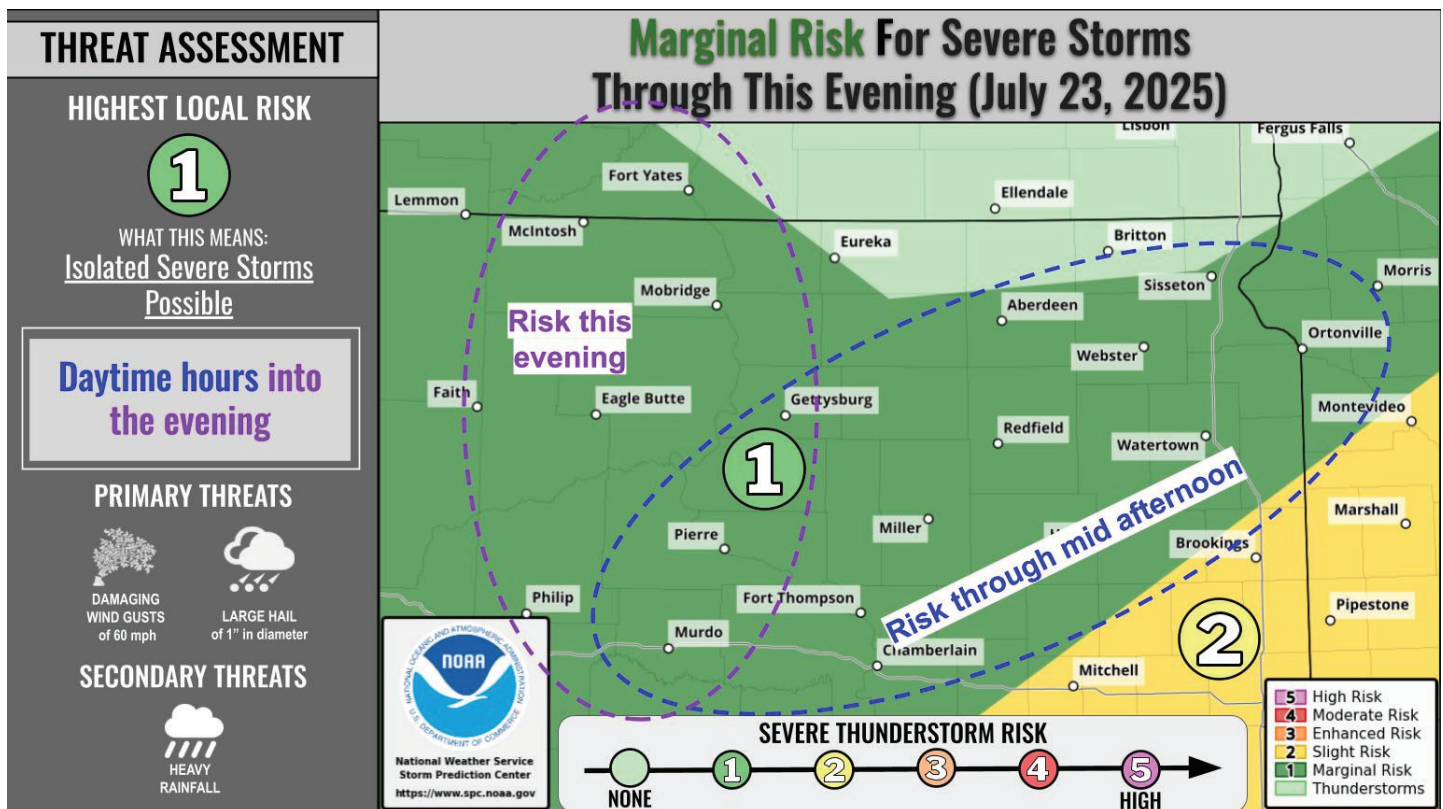 THREAT ASSESSMENT
HIGHEST LOCAL RISK
1
WHAT THIS MEANS:
Isolated Severe Storms
Possible
Daytime hours into
the evening
PRIMARY THREATS
DAMAGING
WIND GUSTS
of 60 mph
LARGE HAIL
of 1" in diameter
SECONDARY THREATS
HEAVY
RAINFALL
Marginal Risk For Severe Storms
Through This Evening (July 23, 2025)
Lisbon
Fergus Falls
Fort Yates
Lemmon
Ellendale
McIntosh
Eureka
Britton
Morris
Sisseton
Mobridge
Aberdeen
Risk this
evening
Ortonville
Webster
Faith
Eagle Butte
Gettysburg
Montevideo
Redfield
Watertown
1
Risk through mid afternoon
Marshall
Miller
Pierre
Brookings
Philip
Fort Thompson
Pipestone
Murdo
2
Chamberlain
Mitchell
NATIONAL OCEANIC AND ATMOSPHERIC ADMINISTRATION
NOAA
U.S. DEPARTMENT OF COMMERCE
National Weather Service
Storm Prediction Center
https://www.spc.noaa.gov
SEVERE THUNDERSTORM RISK
1 2 3 4 5
NONE HIGH
5 High Risk
4 Moderate Risk
3 Enhanced Risk
2 Slight Risk
1 Marginal Risk
Thunderstorms